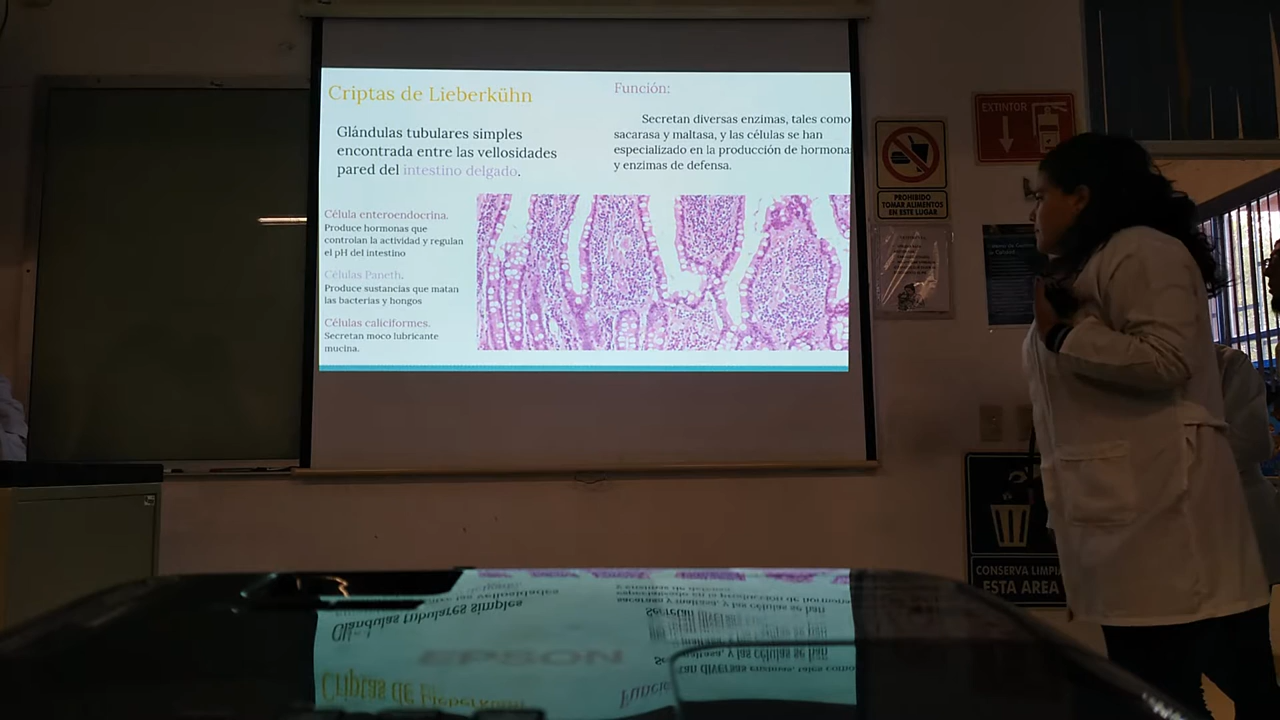 Criptas de Lieberkühn
Glándulas tubulares simples
encontrada entre las vellosidades
pared del intestino delgado.
Función:
Secretan diversas enzimas, tales como
sacarasa y maltasa, y las células se han
especializado en la producción de hormonas
y enzimas de defensa.
Célula enteroendocrina.
Produce hormonas que
controlan la actividad y regulan
el pH del intestino
Células Paneth.
Produce sustancias que matan
las bacterias y hongos
Células caliciformes.
Secretan moco lubricante
mucina.
EXTINTOR
PROHIBIDO
TOMAR ALIMENTOS
EN ESTE LUGAR
CONSERVA LIMPIA
ESTA AREA
EPSON